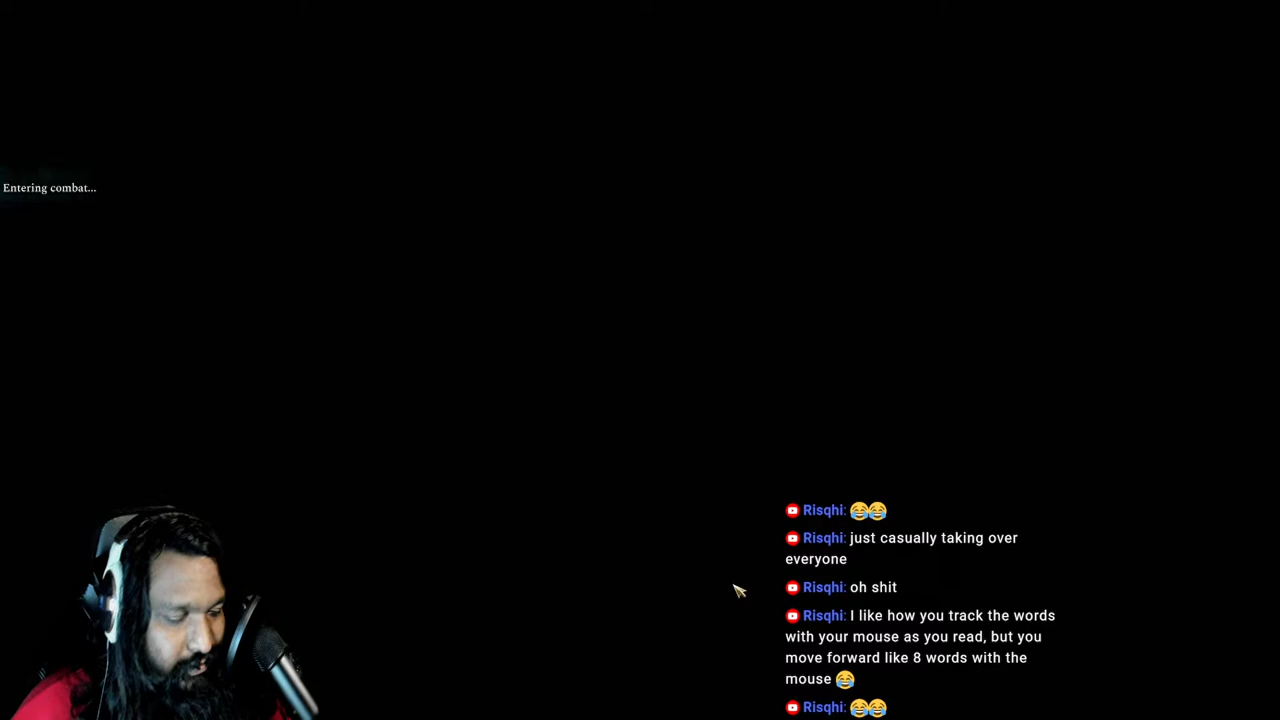 Entering combat...
Risqhi: 😂😂
Risqhi: just casually taking over
everyone
Risqhi: oh shit
Risqhi: I like how you track the words
with your mouse as you read, but you
move forward like 8 words with the
mouse 😂
Risqhi: 😂😂